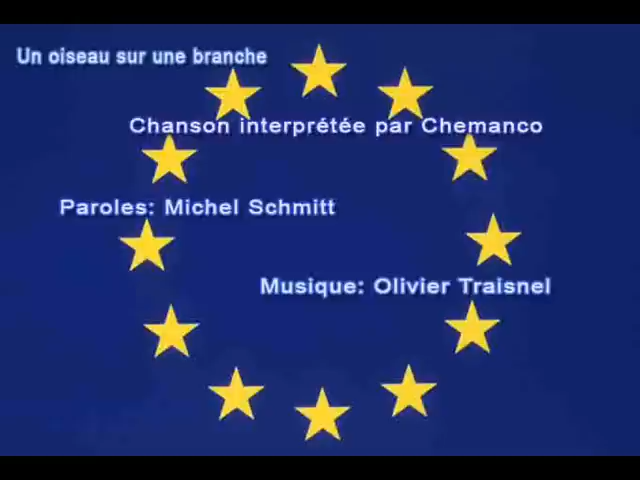 Un oiseau sur une branche
Chanson interprétée par Chemanco
Paroles: Michel Schmitt
Musique: Olivier Traisnel